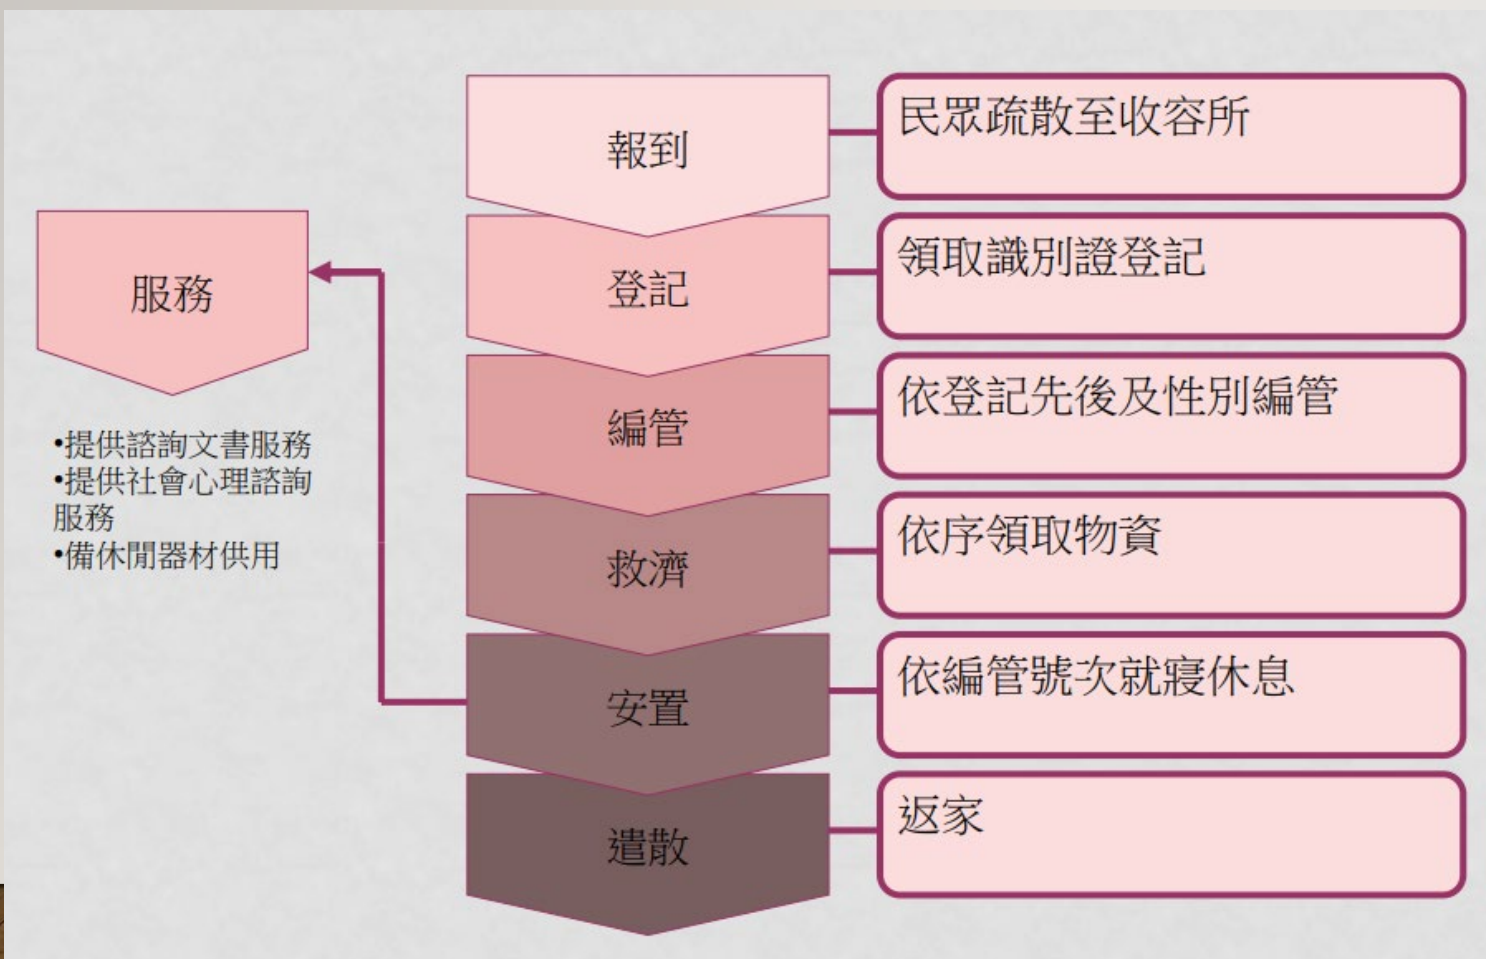 報到
民眾疏散至收容所
登記
領取識別證登記
編管
依登記先後及性別編管
救濟
依序領取物資
安置
依編管號次就寢休息
遣散
返家
服務
•提供諮詢文書服務
•提供社會心理諮詢
服務
•備休閒器材供用